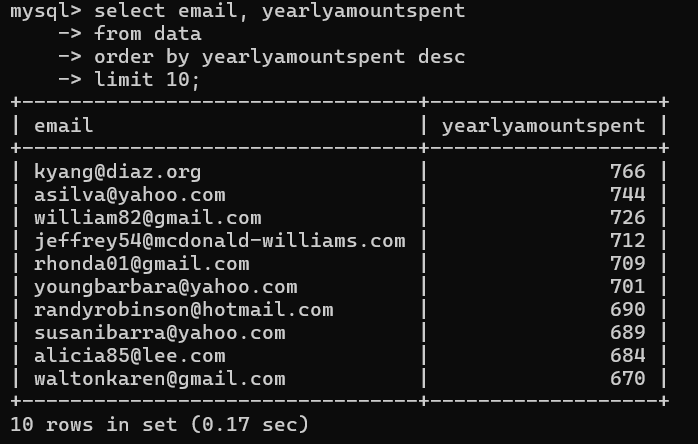 mysql> select email, yearlyamountspent
    -> from data
    -> order by yearlyamountspent desc
    -> limit 10;
+---------------------------------+-------------------+
| email                           | yearlyamountspent |
+---------------------------------+-------------------+
| kyang@diaz.org                  |               766 |
| asilva@yahoo.com                |               744 |
| william82@gmail.com             |               726 |
| jeffrey54@mcdonald-williams.com |               712 |
| rhonda01@gmail.com              |               709 |
| youngbarbara@yahoo.com          |               701 |
| randyrobinson@hotmail.com       |               690 |
| susanibarra@yahoo.com           |               689 |
| alicia85@lee.com                |               684 |
| waltonkaren@gmail.com           |               670 |
+---------------------------------+-------------------+
10 rows in set (0.17 sec)